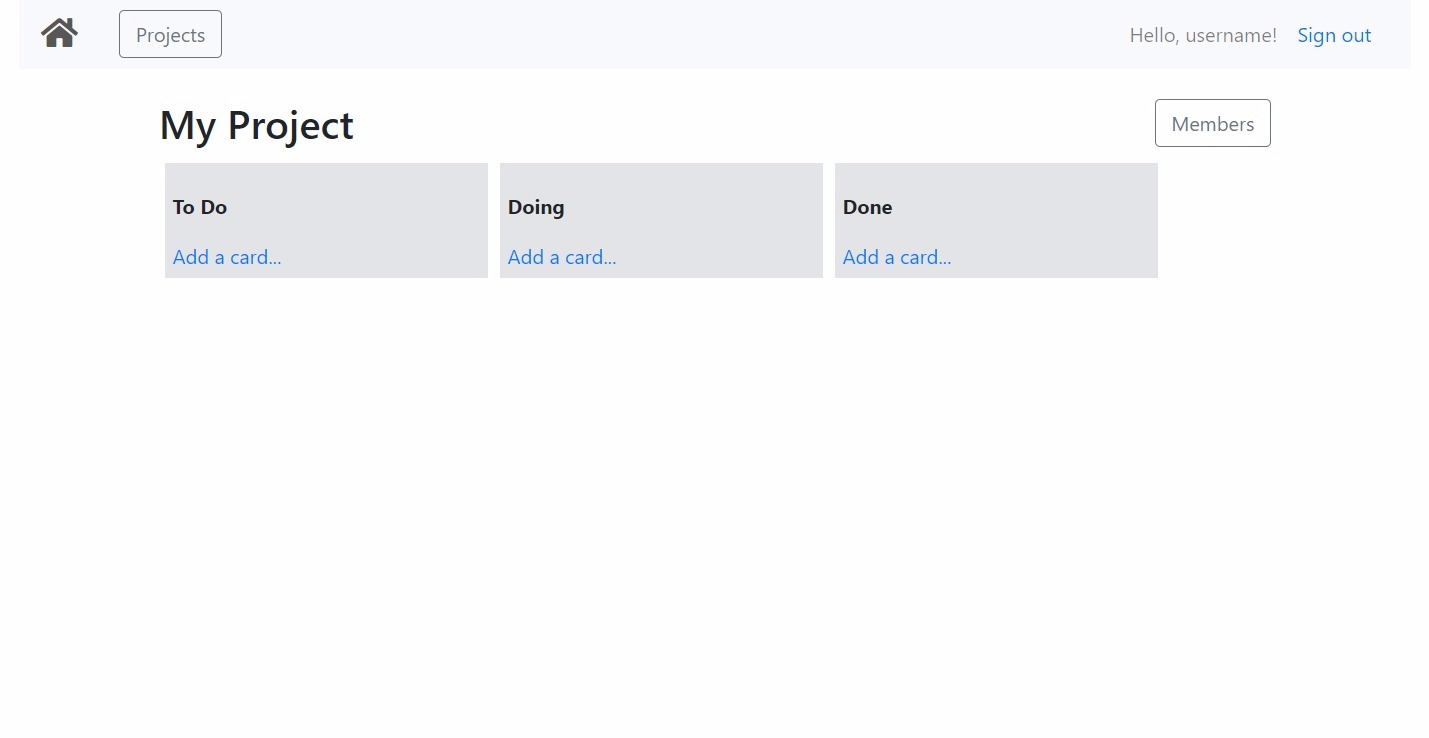 Projects Hello, username! Sign out
My Project Members
To Do Doing Done
Add a card... Add a card... Add a card...